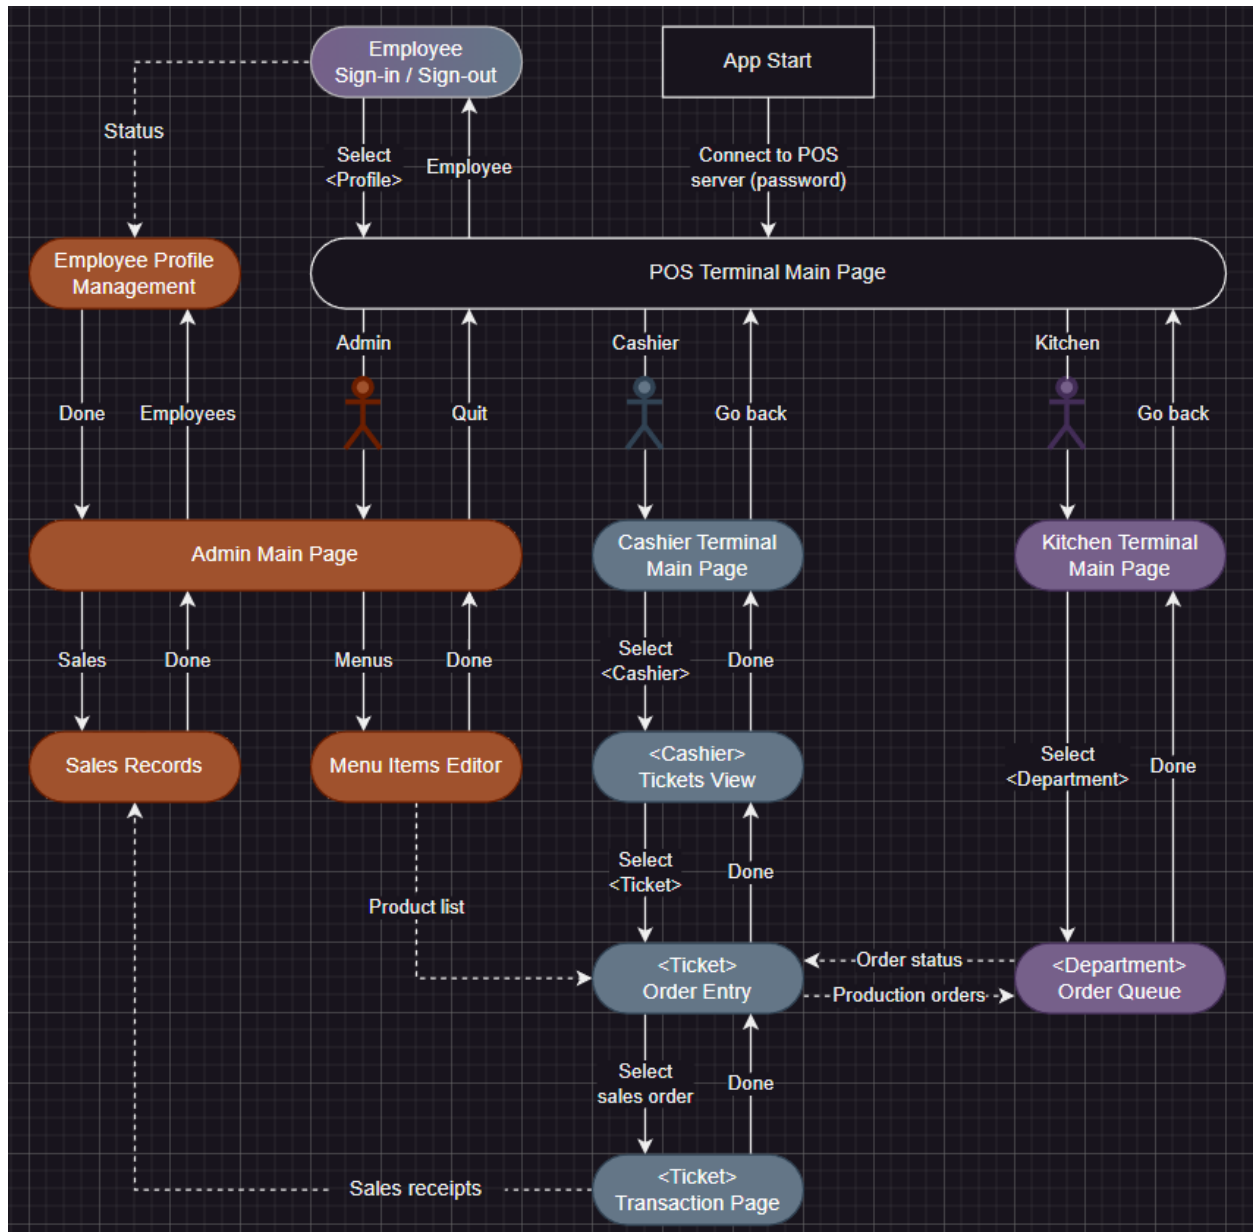 Employee
Sign-in / Sign-out
App Start
Status
Select
<Profile>
Employee
Connect to POS
server (password)
Employee Profile
Management
POS Terminal Main Page
Admin
Cashier
Kitchen
Done
Employees
Quit
Go back
Go back
Admin Main Page
Cashier Terminal
Main Page
Kitchen Terminal
Main Page
Sales
Done
Menus
Done
Select
<Cashier>
Done
Sales Records
Menu Items Editor
<Cashier>
Tickets View
Select
<Department>
Done
Select
<Ticket>
Done
Product list
<Ticket>
Order Entry
Order status
Production orders
<Department>
Order Queue
Select
sales order
Done
Sales receipts
<Ticket>
Transaction Page